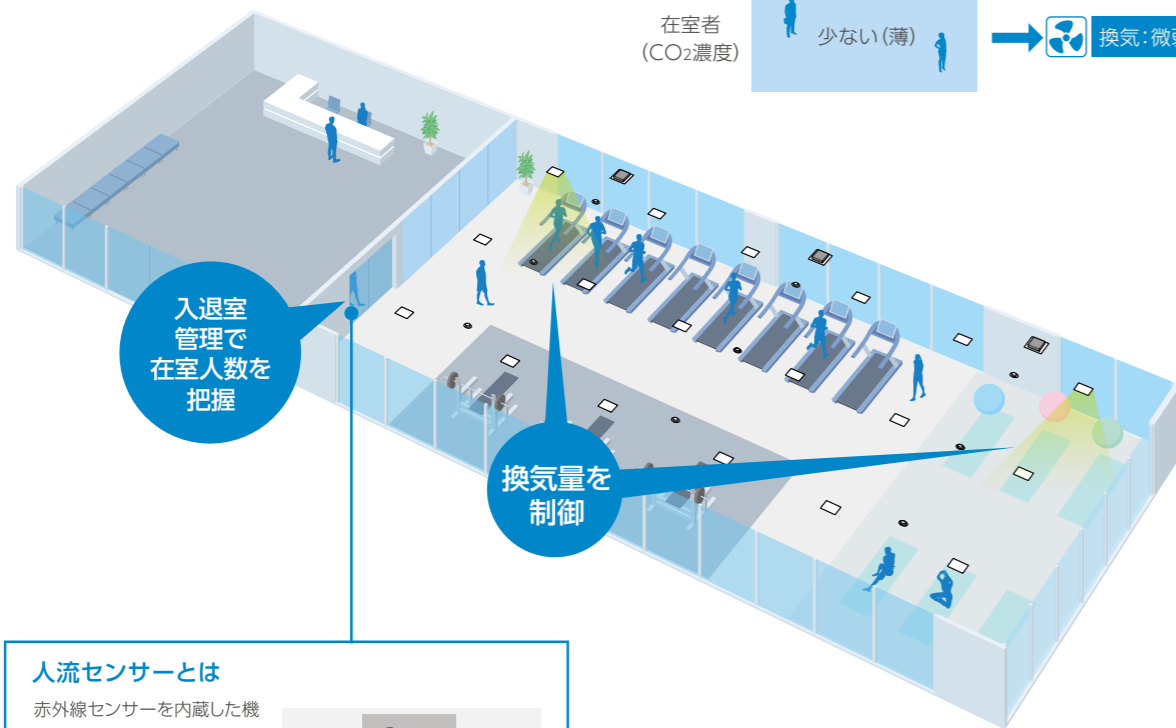 在室者
(CO₂濃度)
少ない(薄)
換気:微
入退室
管理で
在室人数を
把握
換気量を
制御
人流センサーとは
赤外線センサーを内蔵した機